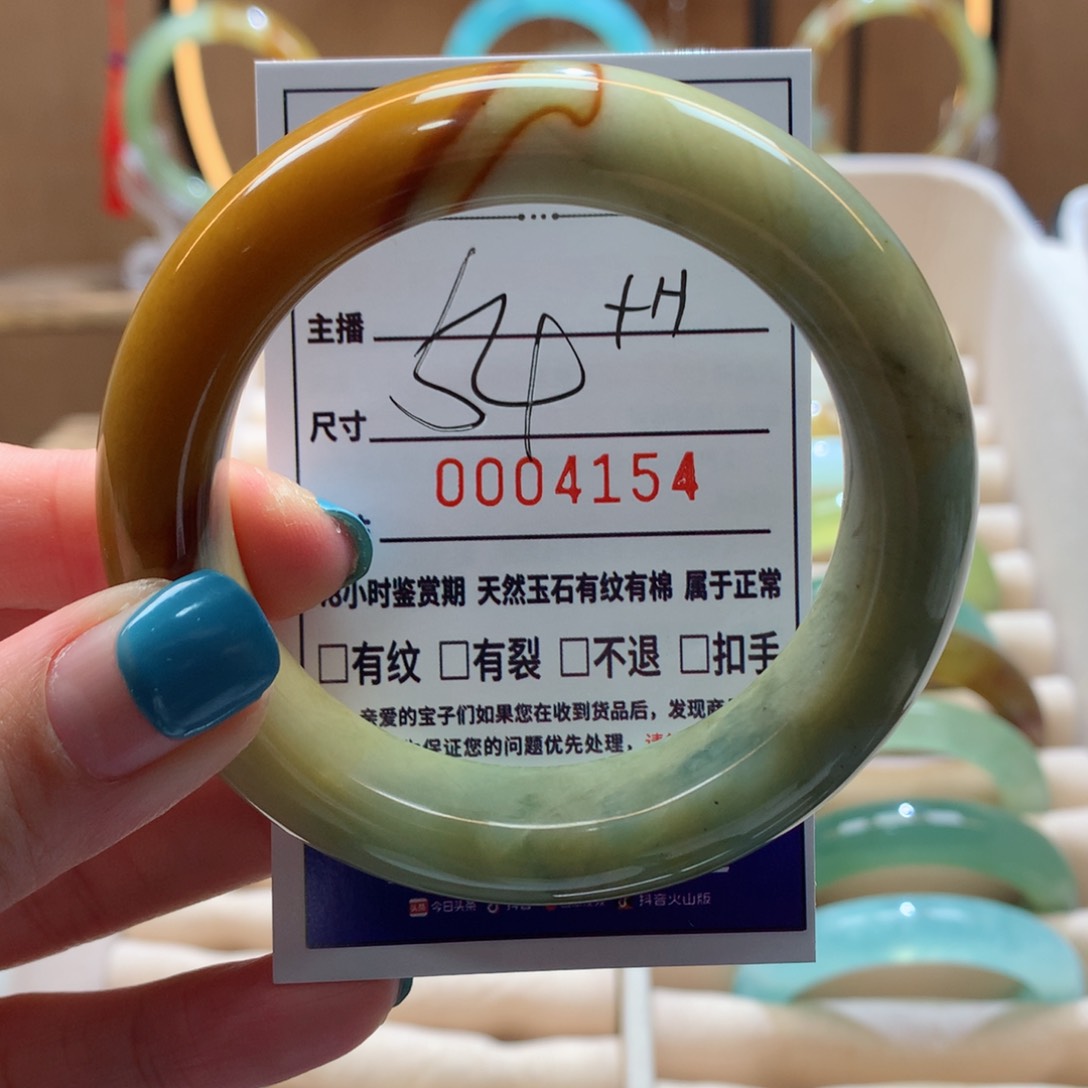 主播
尺寸
0004154
小时鉴赏期 天然玉石有纹有棉 属于正常
□有纹 □有裂 □不退 □扣手
亲爱的宝子们如果您在收到货品后，发现商
保证您的问题优先处理，
今日头条 抖音 抖音火山版